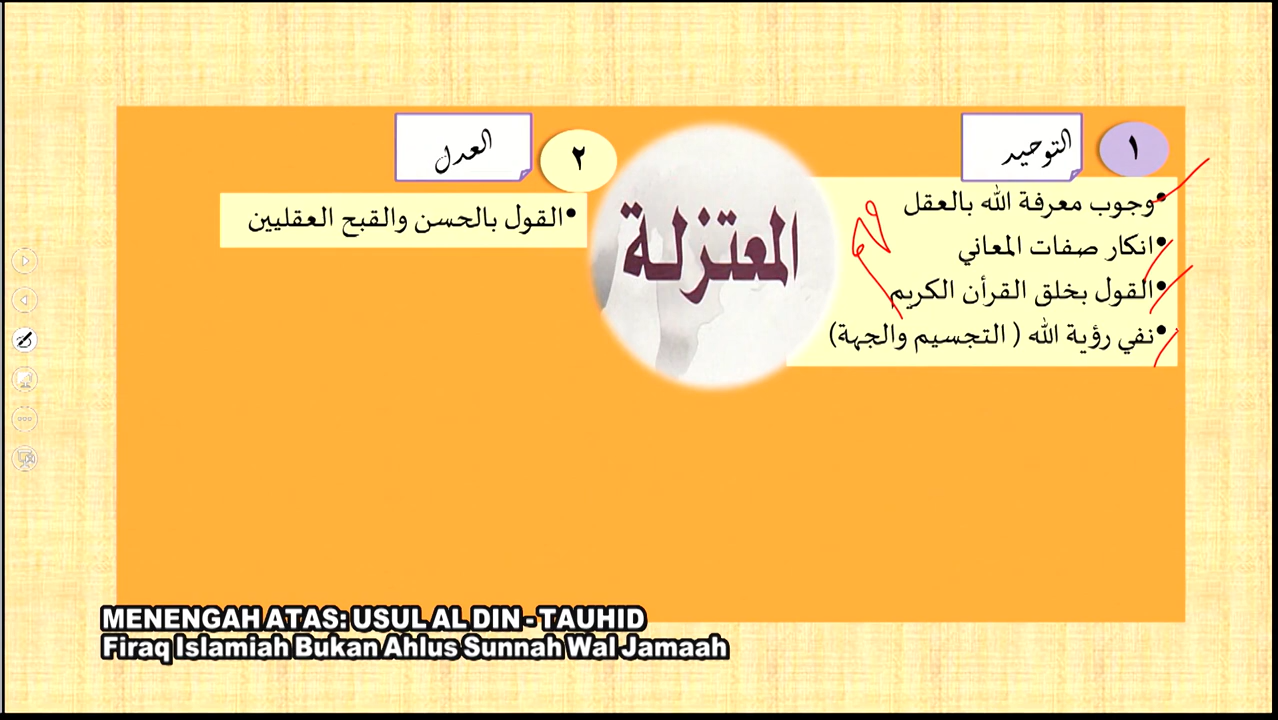 ١
التوحيد
•وجوب معرفة الله بالعقل
•انكار صفات المعاني
•القول بخلق القرأن الكريم
•نفي رؤية الله ( التجسيم والجهة)
المعتزلة
٢
العدل
•القول بالحسن والقبح العقليين
MENENGAH ATAS: USUL AL DIN - TAUHID
Firaq Islamiah Bukan Ahlus Sunnah Wal Jamaah